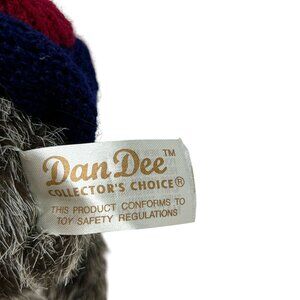 Dan Dee™
COLLECTOR'S CHOICE®
THIS PRODUCT CONFORMS TO
TOY SAFETY REGULATIONS